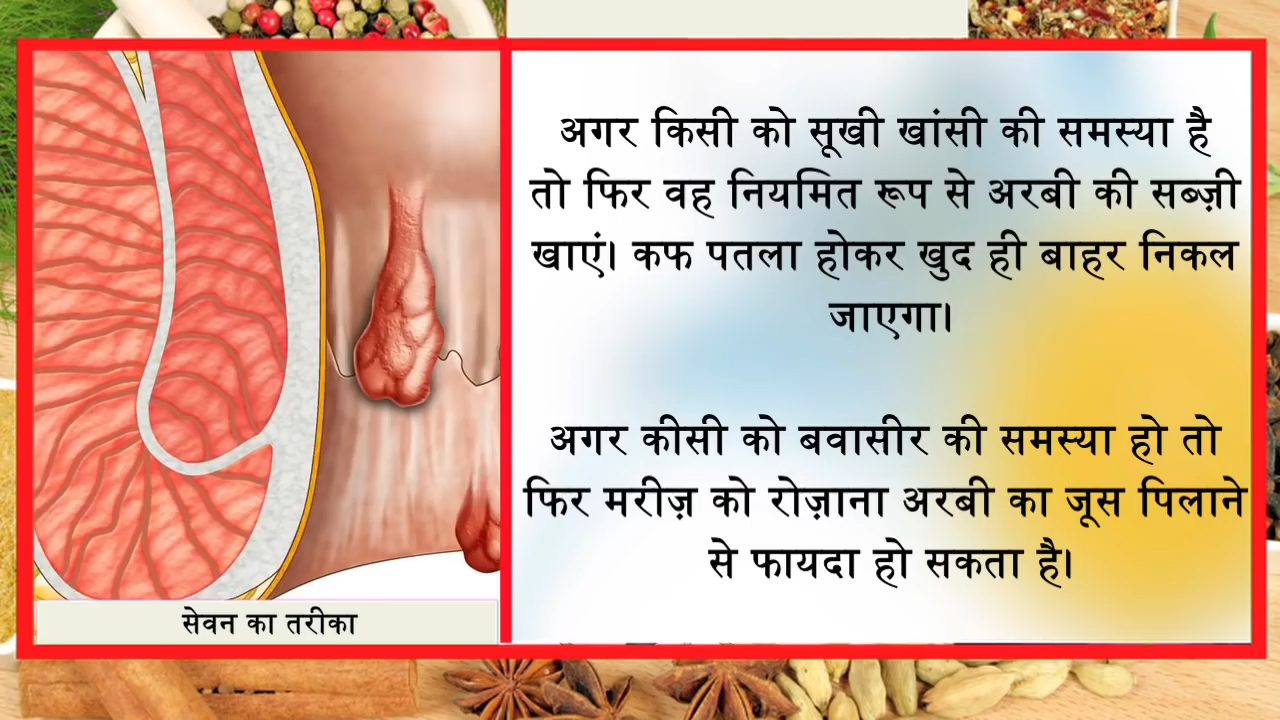 अगर किसी को सूखी खांसी की समस्या है
तो फिर वह नियमित रूप से अरबी की सब्ज़ी
खाएं। कफ पतला होकर खुद ही बाहर निकल
जाएगा।
अगर कीसी को बवासीर की समस्या हो तो
फिर मरीज़ को रोज़ाना अरबी का जूस पिलाने
से फायदा हो सकता है।
सेवन का तरीका